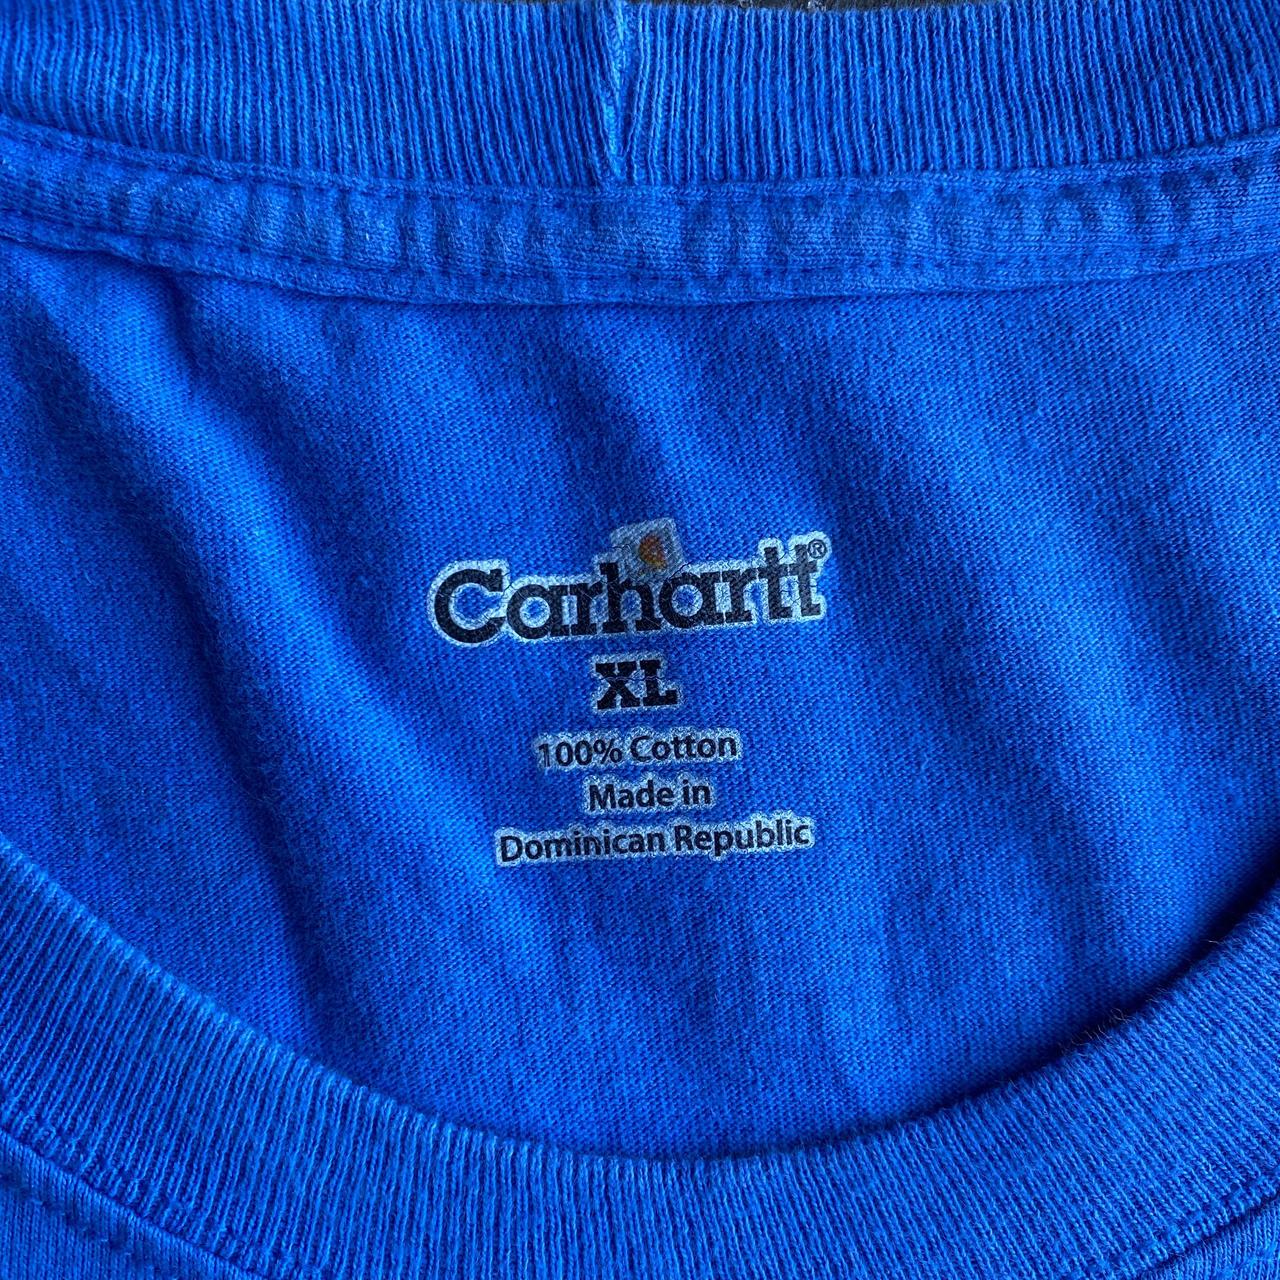 Carhartt®
XL
100% Cotton
Made in
Dominican Republic